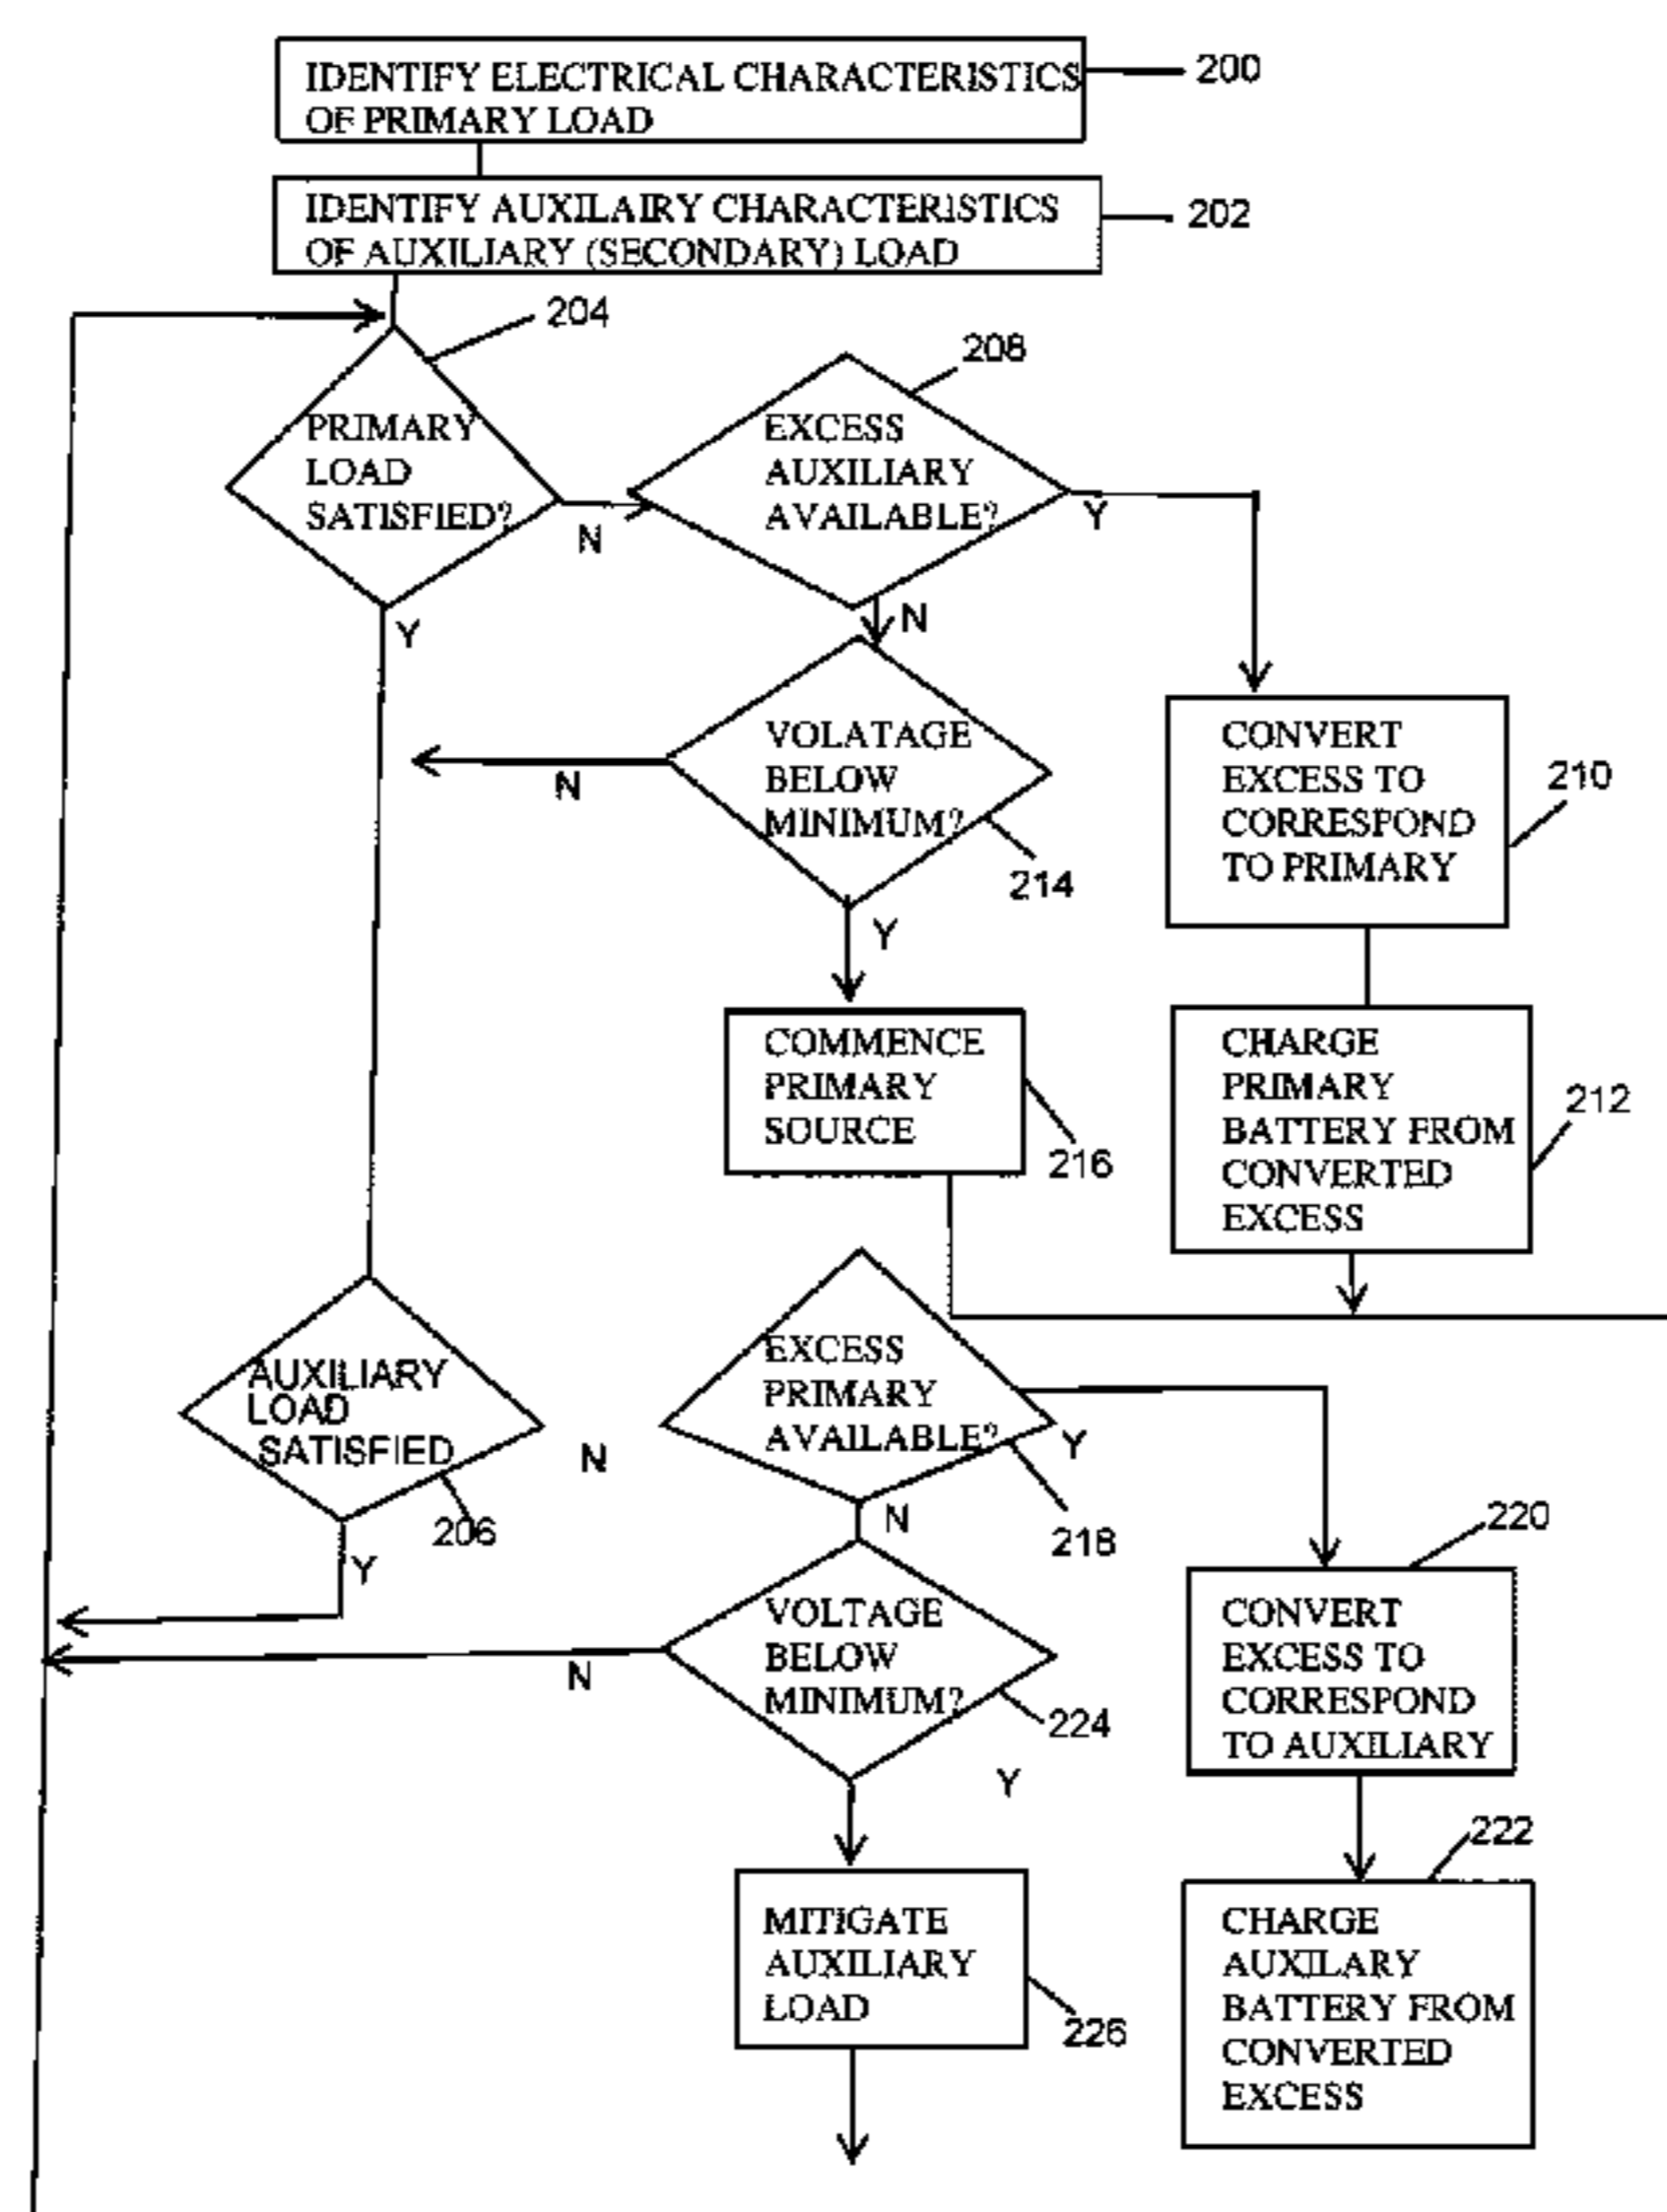 IDENTIFY ELECTRICAL CHARACTERISTICS
OF PRIMARY LOAD
200
IDENTIFY AUXILAIRY CHARACTERISTICS
OF AUXILIARY (SECONDARY) LOAD
202
204
PRIMARY
LOAD
SATISFIED?
N
Y
208
EXCESS
AUXILIARY
AVAILABLE?
Y
N
VOLATAGE
BELOW
MINIMUM?
N
214
Y
CONVERT
EXCESS TO
CORRESPOND
TO PRIMARY
210
COMMENCE
PRIMARY
SOURCE
216
CHARGE
PRIMARY
BATTERY FROM
CONVERTED
EXCESS
212
AUXILIARY
LOAD
SATISFIED
N
206
Y
EXCESS
PRIMARY
AVAILABLE?
Y
N
218
VOLTAGE
BELOW
MINIMUM?
N
224
Y
220
CONVERT
EXCESS TO
CORRESPOND
TO AUXILIARY
222
MITIGATE
AUXILIARY
LOAD
226
CHARGE
AUXILARY
BATTERY FROM
CONVERTED
EXCESS